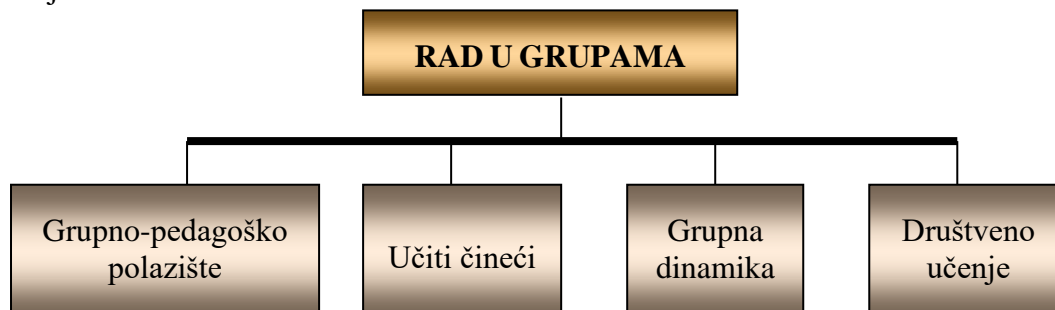 RAD U GRUPAMA
Grupno-pedagoško
polazište
Učiti čineći
Grupna
dinamika
Društveno
učenje